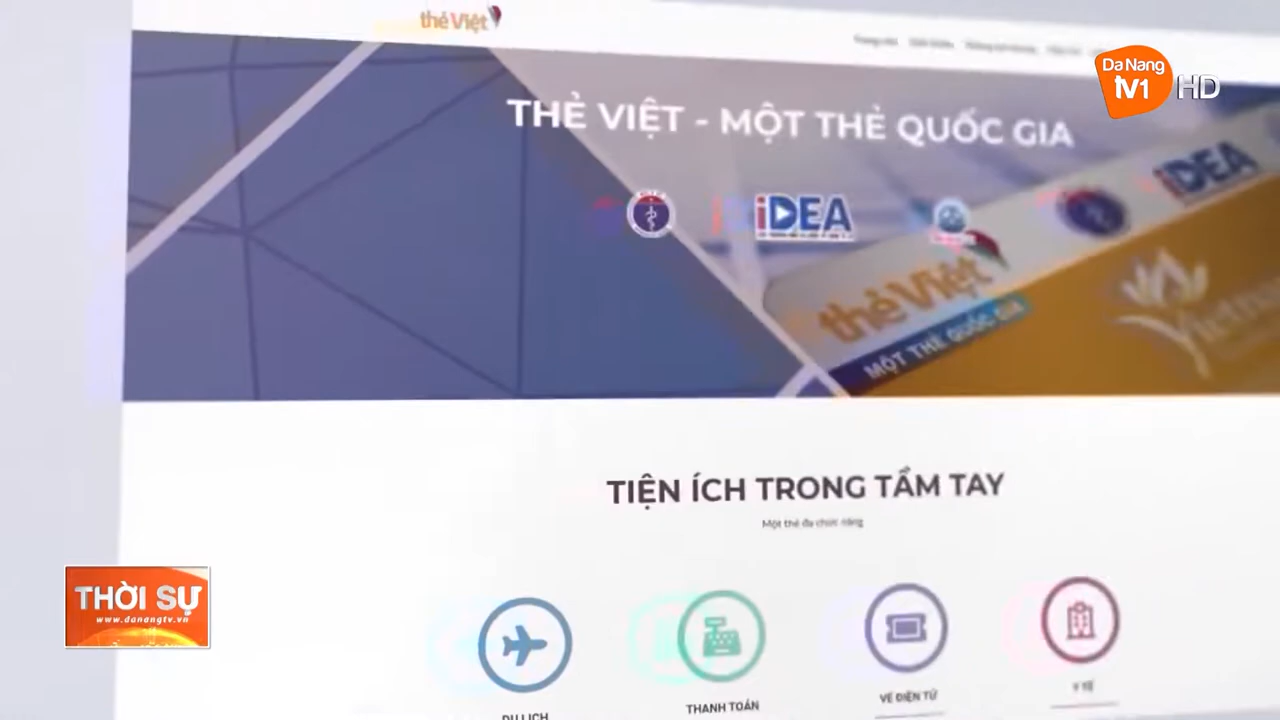 thẻ Việt
Da Nang
TV1 HD
THẺ VIỆT - MỘT THẺ QUỐC GIA
iDEA
iDEA
thẻ Việt
MỘT THẺ QUỐC GIA
TIỆN ÍCH TRONG TẦM TAY
Một thẻ đa chức năng
THỜI SỰ
www.danangtv.vn
DU LỊCH
THANH TOÁN
VÉ ĐIỆN TỬ
Y TẾ